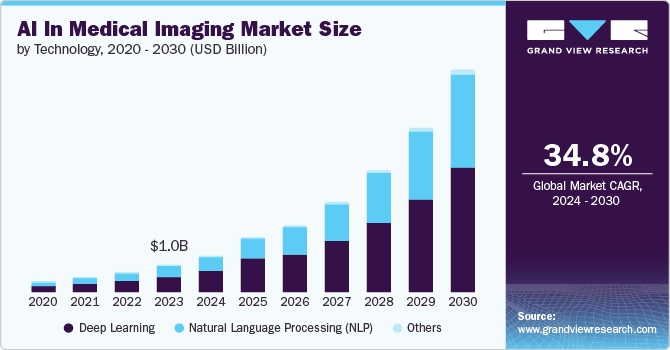 AI In Medical Imaging Market Size
by Technology, 2020 - 2030 (USD Billion)
$1.0B
2020 2021 2022 2023 2024 2025 2026 2027 2028 2029 2030
Deep Learning Natural Language Processing (NLP) Others
GRAND VIEW RESEARCH
34.8%
Global Market CAGR,
2024 - 2030
Source:
www.grandviewresearch.com